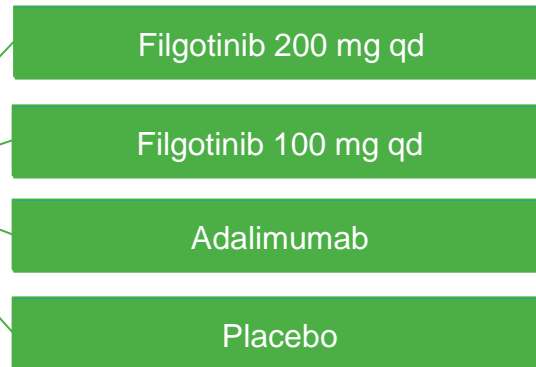 Filgotinib 200 mg qd
Filgotinib 100 mg qd
Adalimumab
Placebo